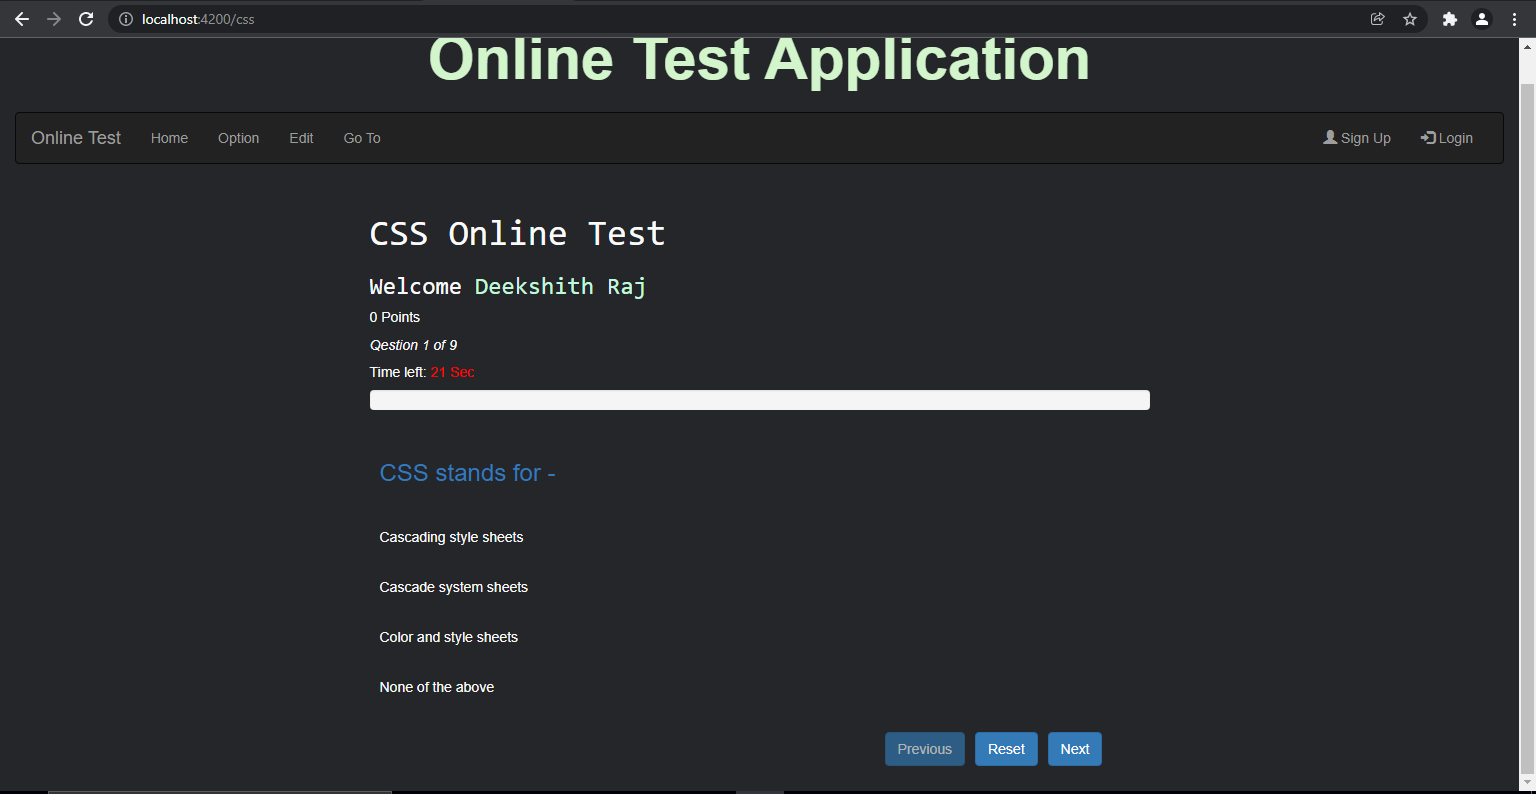 localhost:4200/css
Online Test Application
Online Test Home Option Edit Go To Sign Up Login
CSS Online Test
Welcome Deekshith Raj
0 Points
Qestion 1 of 9
Time left: 21 Sec
CSS stands for -
Cascading style sheets
Cascade system sheets
Color and style sheets
None of the above
Previous Reset Next